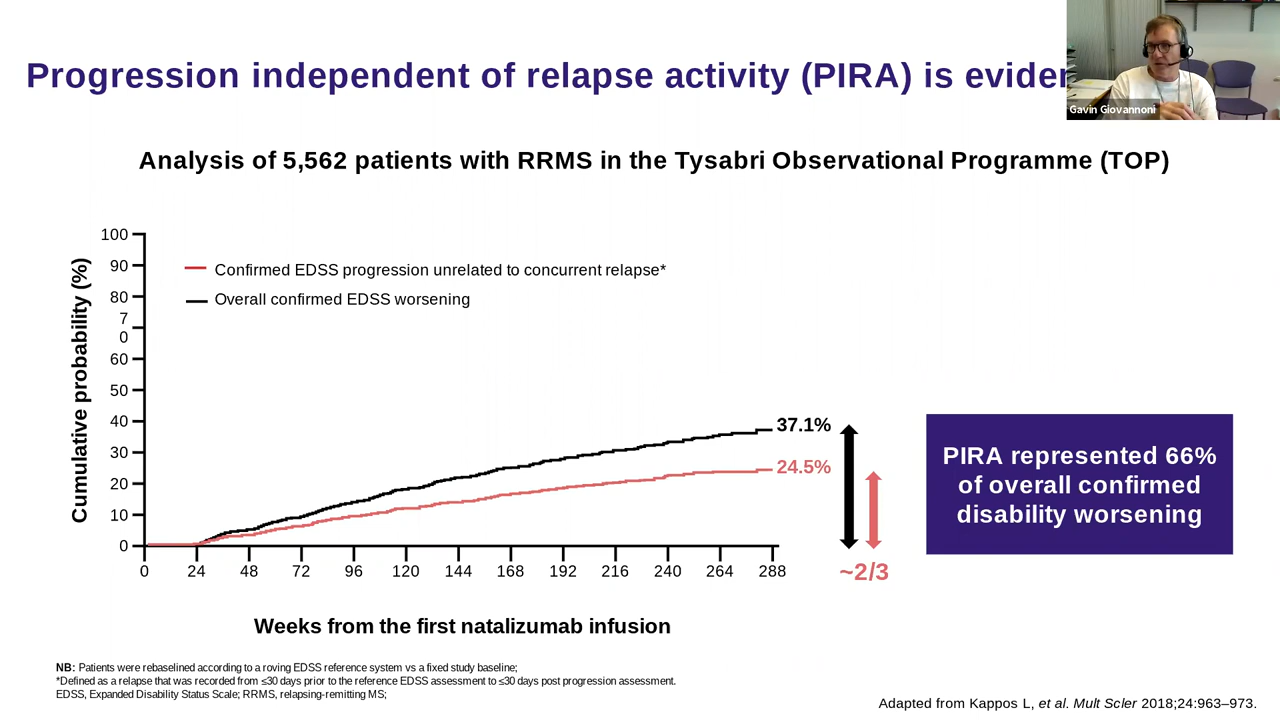 Progression independent of relapse activity (PIRA) is
Gavin Giovannoni
Analysis of 5,562 patients with RRMS in the Tysabri Observational Programme (TOP)
Cumulative probability (%)
100
90
80
7
0
60
50
40
30
20
10
0
Confirmed EDSS progression unrelated to concurrent relapse*
Overall confirmed EDSS worsening
37.1%
24.5%
~2/3
0 24 48 72 96 120 144 168 192 216 240 264 288
Weeks from the first natalizumab infusion
PIRA represented 66%
of overall confirmed
disability worsening
NB: Patients were rebaselined according to a roving EDSS reference system vs a fixed study baseline;
*Defined as a relapse that was recorded from ≤30 days prior to the reference EDSS assessment to ≤30 days post progression assessment.
EDSS, Expanded Disability Status Scale; RRMS, relapsing-remitting MS;
Adapted from Kappos L, et al. Mult Scler 2018;24:963–973.